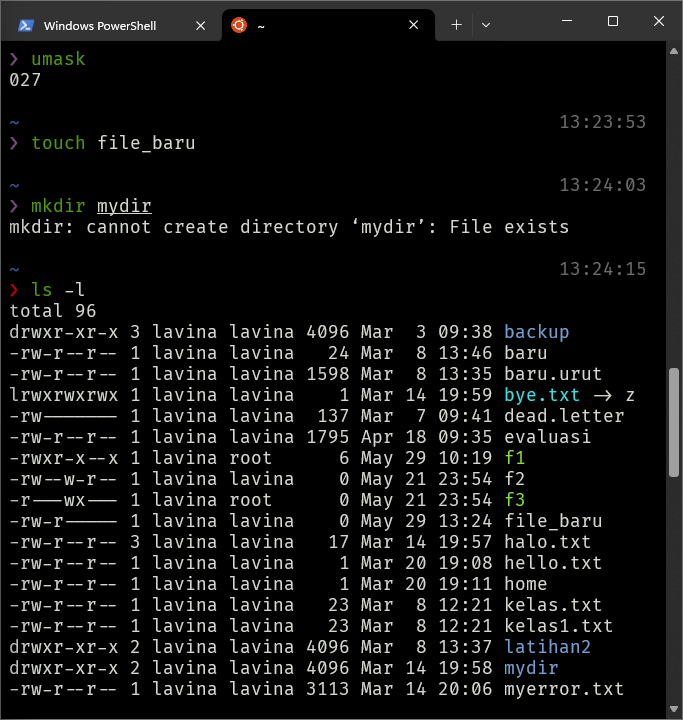 Windows PowerShell
~
❯ umask
027
~ 13:23:53
❯ touch file_baru
~ 13:24:03
❯ mkdir mydir
mkdir: cannot create directory ‘mydir’: File exists
~ 13:24:15
❯ ls -l
total 96
drwxr-xr-x 3 lavina lavina 4096 Mar  3 09:38 backup
-rw-r--r-- 1 lavina lavina   24 Mar  8 13:46 baru
-rw-r--r-- 1 lavina lavina 1598 Mar  8 13:35 baru.urut
lrwxrwxrwx 1 lavina lavina    1 Mar 14 19:59 bye.txt -> z
-rw------- 1 lavina lavina  137 Mar  7 09:41 dead.letter
-rw-r--r-- 1 lavina lavina 1795 Apr 18 09:35 evaluasi
-rwxr-x--x 1 lavina root      6 May 29 10:19 f1
-rw--w-r-- 1 lavina lavina    0 May 21 23:54 f2
-r---wx--- 1 lavina root      0 May 21 23:54 f3
-rw-r----- 1 lavina lavina    0 May 29 13:24 file_baru
-rw-r--r-- 3 lavina lavina   17 Mar 14 19:57 halo.txt
-rw-r--r-- 1 lavina lavina    1 Mar 20 19:08 hello.txt
-rw-r--r-- 1 lavina lavina    1 Mar 20 19:11 home
-rw-r--r-- 1 lavina lavina   23 Mar  8 12:21 kelas.txt
-rw-r--r-- 1 lavina lavina   23 Mar  8 12:21 kelas1.txt
drwxr-xr-x 2 lavina lavina 4096 Mar  8 13:37 latihan2
drwxr-xr-x 2 lavina lavina 4096 Mar 14 19:58 mydir
-rw-r--r-- 1 lavina lavina 3113 Mar 14 20:06 myerror.txt